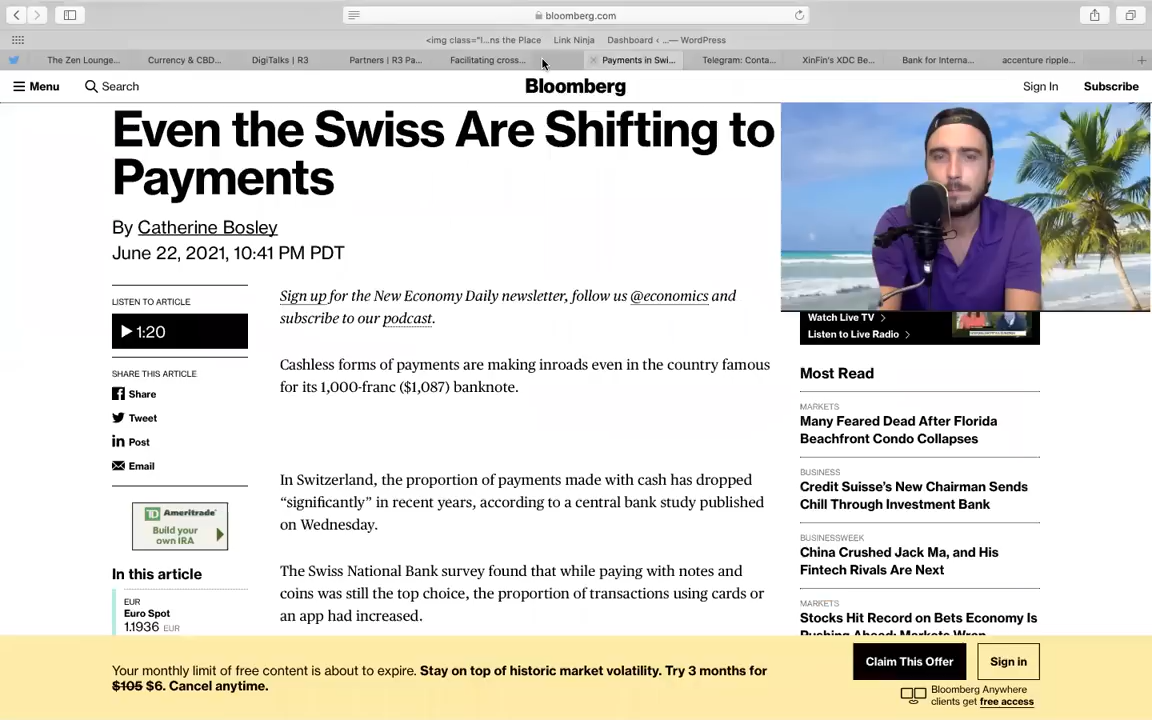 bloomberg.com
<img class="l...ns the Place
Link Ninja
Dashboard ‹ ...— WordPress
The Zen Lounge...
Currency & CBD...
DigiTalks | R3
Partners | R3 Pa...
Facilitating cross...
Payments in Swi...
Telegram: Conta...
XinFin's XDC Be...
Bank for Interna...
accenture ripple...
Menu
Search
Bloomberg
Sign In
Subscribe
Even the Swiss Are Shifting to
Payments
By Catherine Bosley
June 22, 2021, 10:41 PM PDT
LISTEN TO ARTICLE
1:20
SHARE THIS ARTICLE
Share
Tweet
Post
Email
TD Ameritrade
Build your
own IRA
In this article
EUR
Euro Spot
1.1936 EUR
Sign up for the New Economy Daily newsletter, follow us @economics and
subscribe to our podcast.
Cashless forms of payments are making inroads even in the country famous
for its 1,000-franc ($1,087) banknote.
In Switzerland, the proportion of payments made with cash has dropped
“significantly” in recent years, according to a central bank study published
on Wednesday.
The Swiss National Bank survey found that while paying with notes and
coins was still the top choice, the proportion of transactions using cards or
an app had increased.
Watch Live TV
Listen to Live Radio
Most Read
MARKETS
Many Feared Dead After Florida
Beachfront Condo Collapses
BUSINESS
Credit Suisse’s New Chairman Sends
Chill Through Investment Bank
BUSINESSWEEK
China Crushed Jack Ma, and His
Fintech Rivals Are Next
MARKETS
Stocks Hit Record on Bets Economy Is
Pushing Ahead: Markets Wrap
Your monthly limit of free content is about to expire. Stay on top of historic market volatility. Try 3 months for
$105 $6. Cancel anytime.
Claim This Offer
Sign in
Bloomberg Anywhere
clients get free access